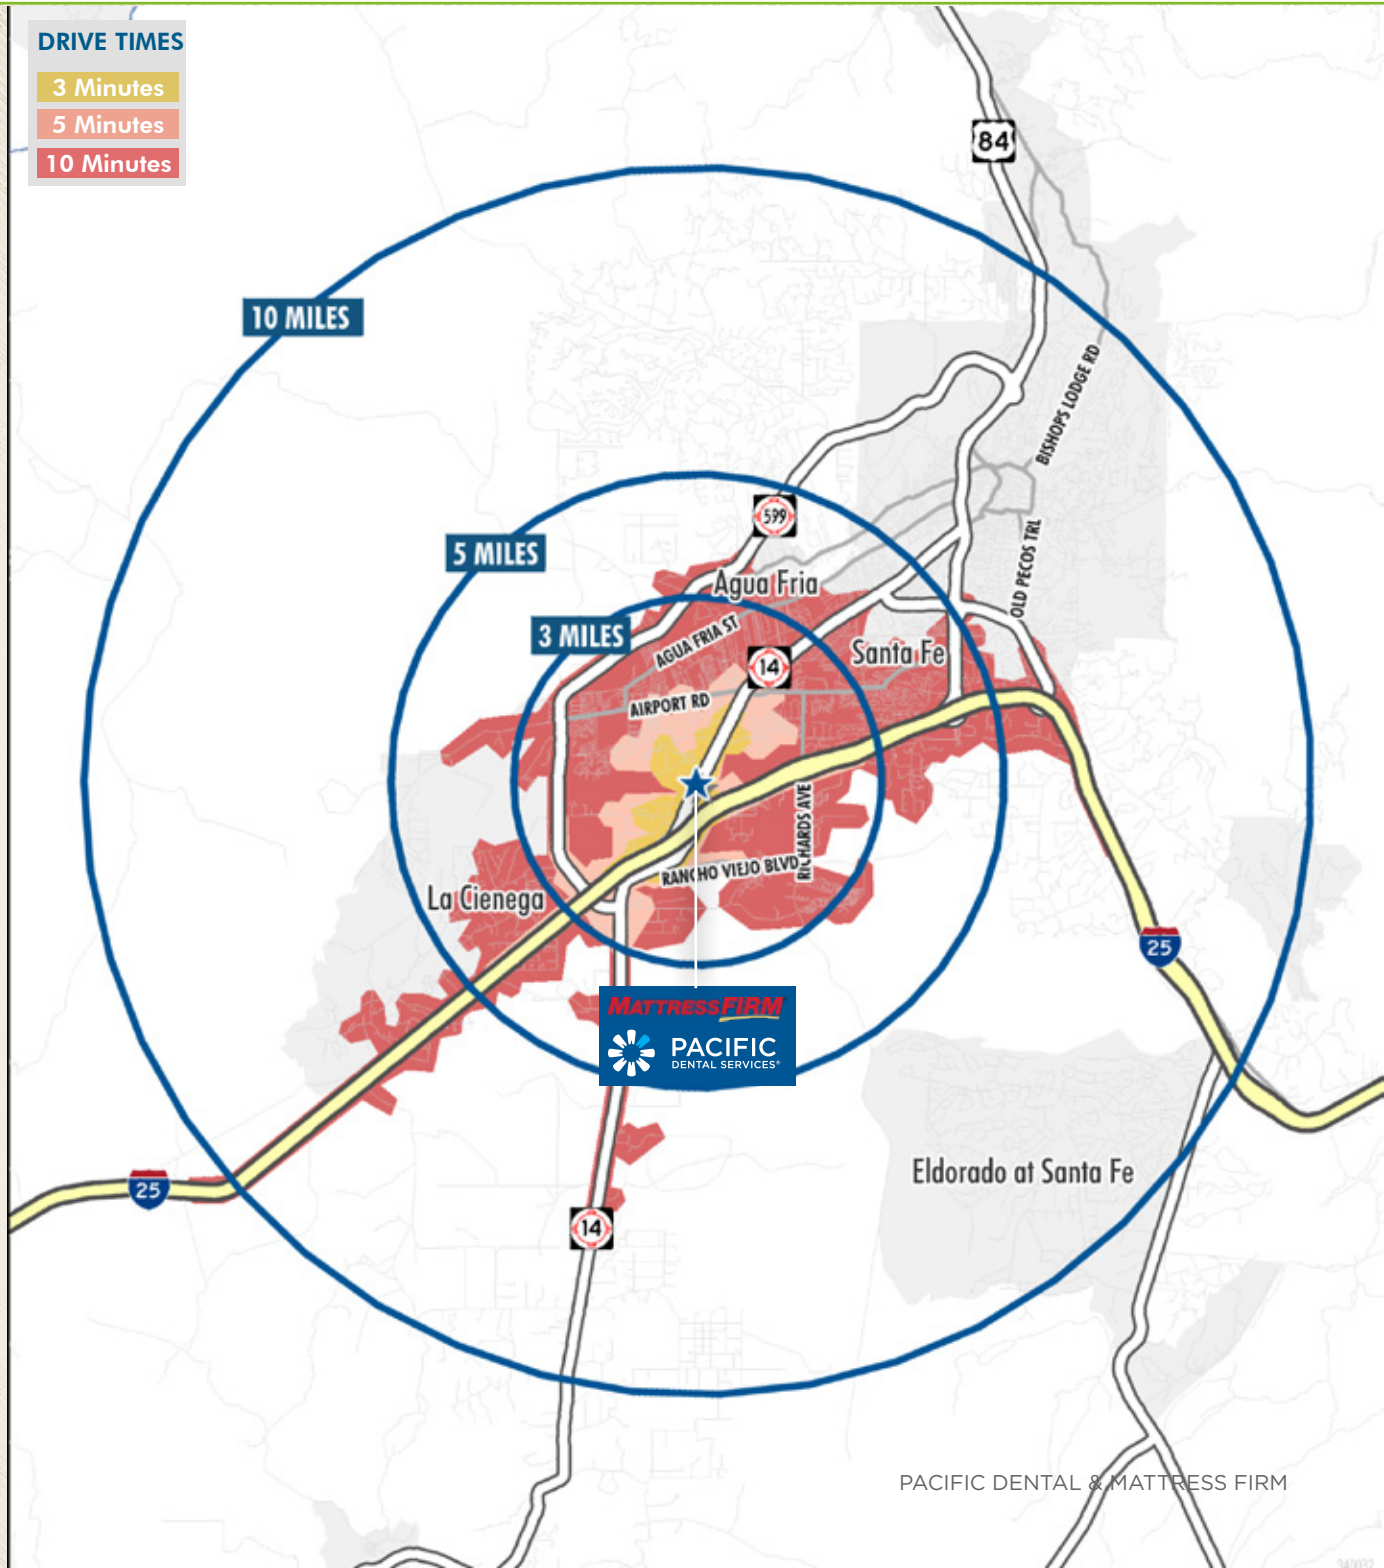 DRIVE TIMES
3 Minutes
5 Minutes
10 Minutes
84
10 MILES
BISHOPS LODGE RD
599
5 MILES
OLD PECOS TRL
Agua Fria
3 MILES
AGUA FRIA ST
Santa Fe
14
AIRPORT RD
RICHARDS AVE
RANCHO VIEJO BLVD
La Cienega
25
MATTRESSFIRM
PACIFIC
DENTAL SERVICES®
Eldorado at Santa Fe
25
14
PACIFIC DENTAL & MATTRESS FIRM